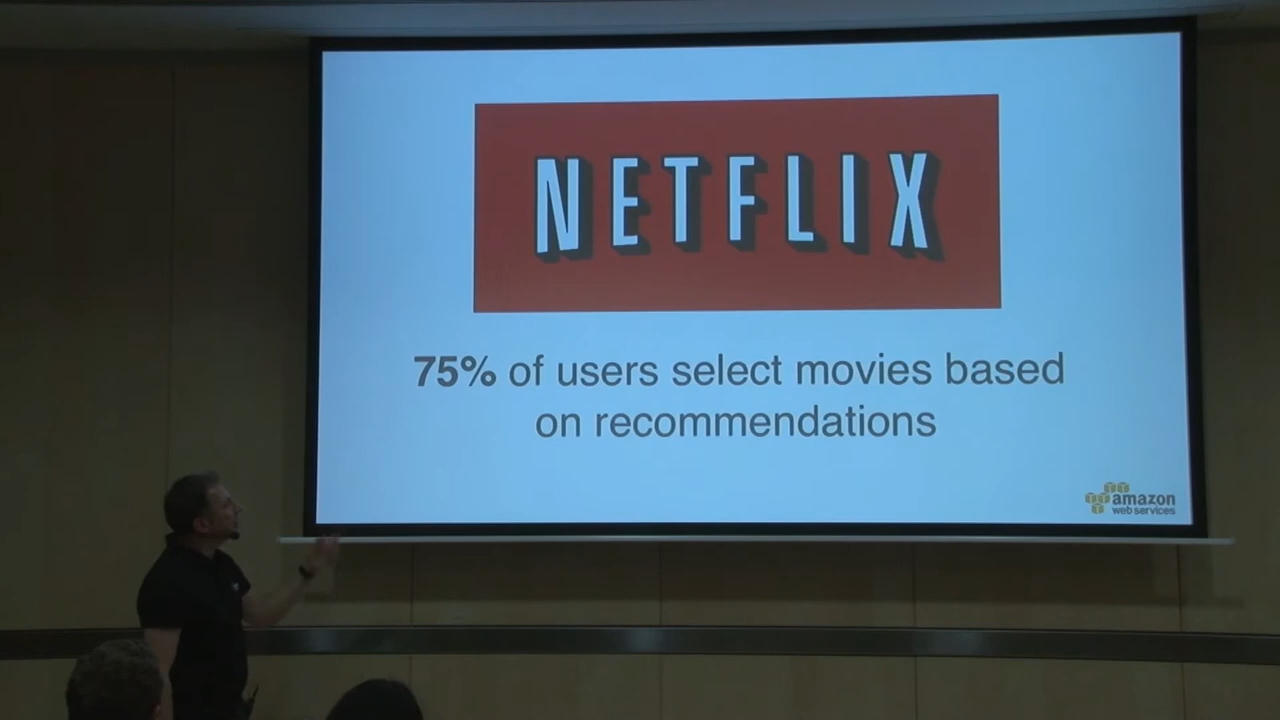 NETFLIX
75% of users select movies based
on recommendations
amazon
web services